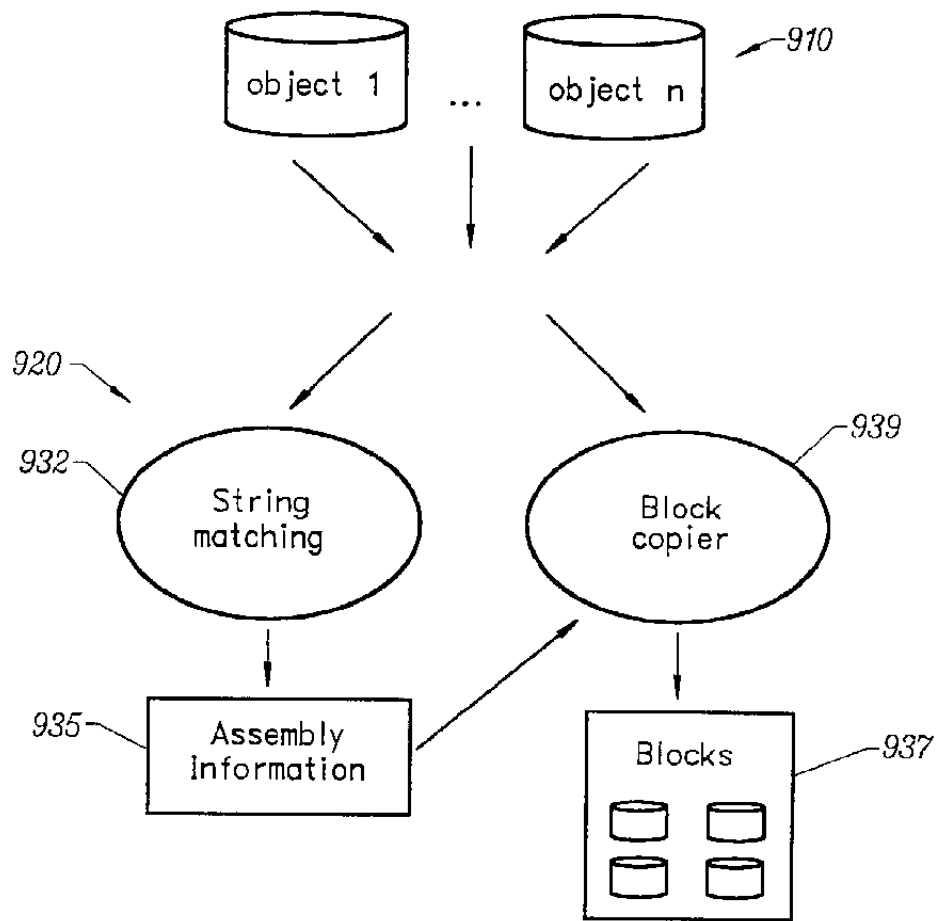 910
object 1
...
object n
920
932
String
matching
939
Block
copier
935
Assembly
Information
Blocks
937